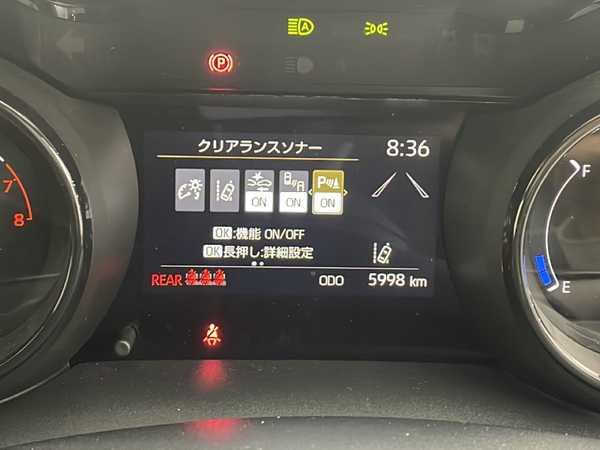 A
P
クリアランスソナー 8:36
ON ON P ON
OK:機能 ON/OFF
OK長押し:詳細設定
REAR ODO 5998 km
7
8
F
E